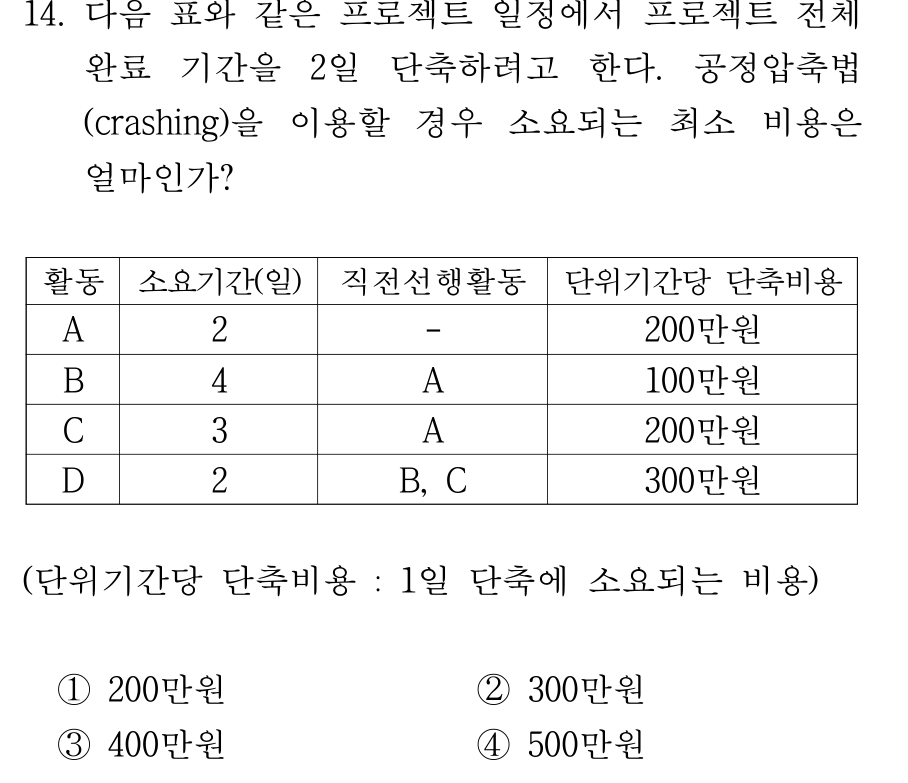 14. 다음 표와 같은 프로젝트 일정에서 프로젝트 전체
완료 기간을 2일 단축하려고 한다. 공정압축법
(crashing)을 이용할 경우 소요되는 최소 비용은
얼마인가?
활동 소요기간(일) 직전선행활동 단위기간당 단축비용
A 2 - 200만원
B 4 A 100만원
C 3 A 200만원
D 2 B, C 300만원
(단위기간당 단축비용 : 1일 단축에 소요되는 비용)
① 200만원 ② 300만원
③ 400만원 ④ 500만원